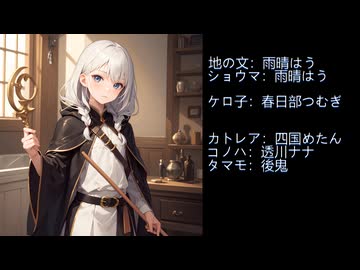 地の文: 雨晴はう
ショウマ: 雨晴はう
ケロ子: 春日部つむぎ
カトレア: 四国めたん
コノハ: 透川ナナ
タマモ: 後鬼